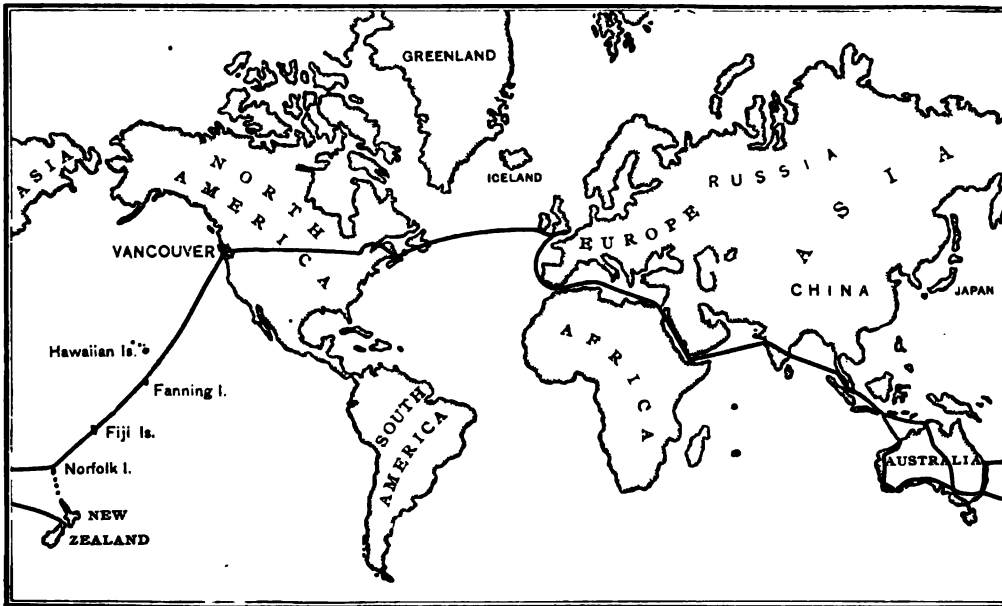 GREENLAND
ICELAND
ASIA
NORTH
AMERICA
RUSSIA
ASIA
EUROPE
VANCOUVER
CHINA
JAPAN
AFRICA
Hawaiian Is.
Fanning I.
Fiji Is.
Norfolk I.
SOUTH
AMERICA
AUSTRALIA
NEW
ZEALAND